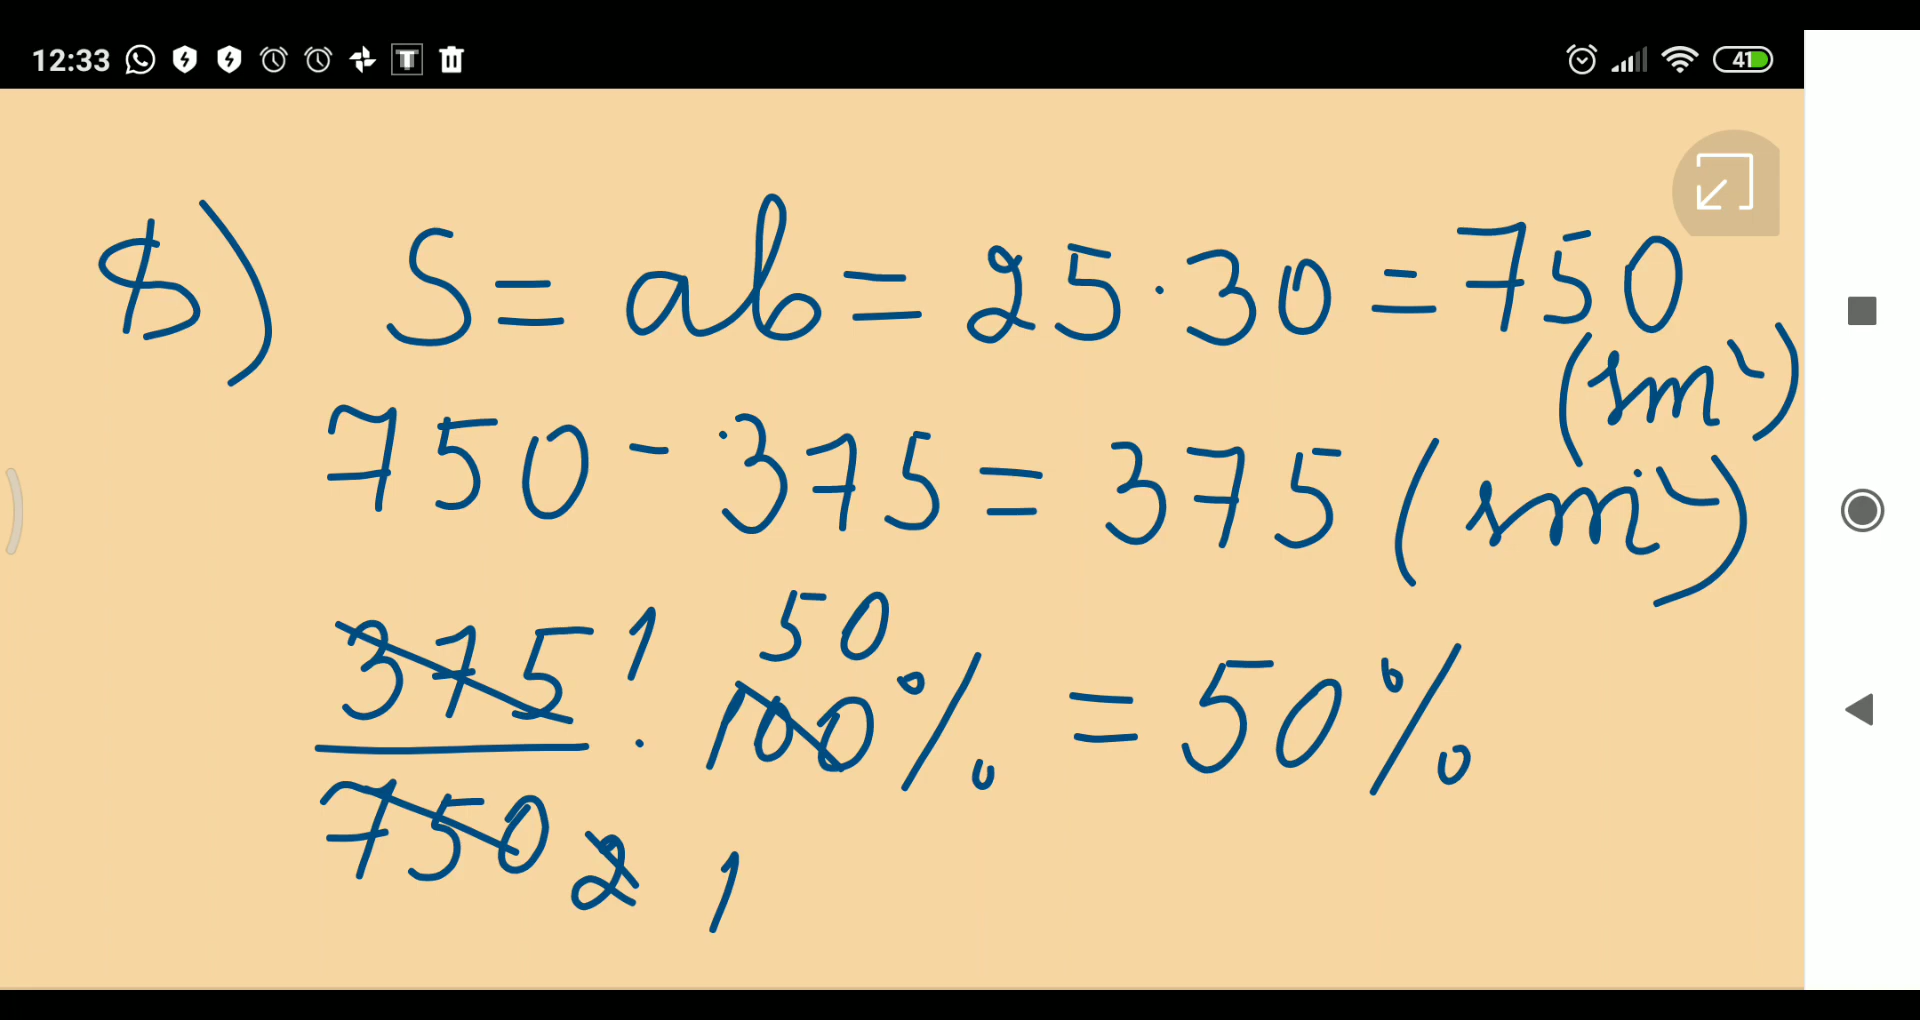 12:33 41
8) S = ab = 25 · 30 = 750
(sm²)
750 - 375 = 375 (sm²)
375 1 50
· 100% = 50%
750 2 1